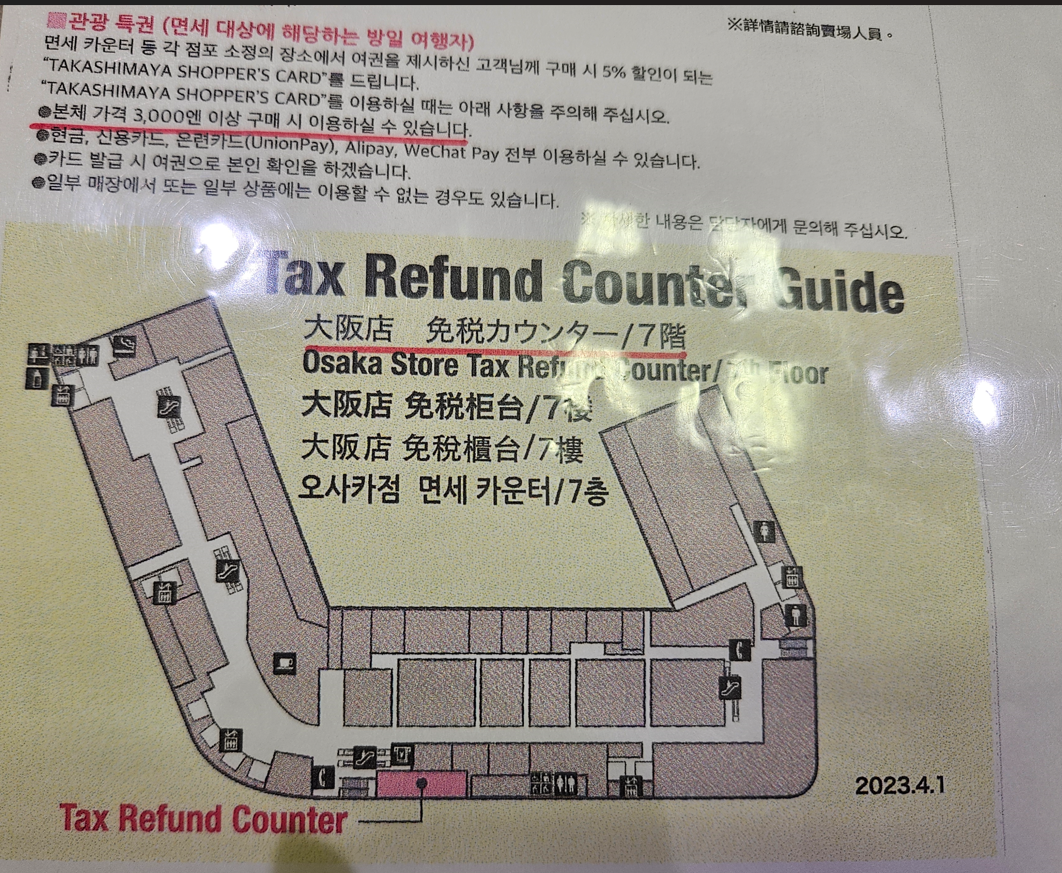 ■관광 특권 (면세 대상에 해당하는 방일 여행자)
※詳情請諮詢賣場人員。
면세 카운터 등 각 점포 소정의 장소에서 여권을 제시하신 고객님께 구매 시 5% 할인이 되는
“TAKASHIMAYA SHOPPER'S CARD”를 드립니다.
“TAKASHIMAYA SHOPPER'S CARD”를 이용하실 때는 아래 사항을 주의해 주십시오.
●본체 가격 3,000엔 이상 구매 시 이용하실 수 있습니다.
●현금, 신용카드, 은련카드(UnionPay), Alipay, WeChat Pay 전부 이용하실 수 있습니다.
●카드 발급 시 여권으로 본인 확인을 하겠습니다.
●일부 매장에서 또는 일부 상품에는 이용할 수 없는 경우도 있습니다.
※ 자세한 내용은 담당자에게 문의해 주십시오.
Tax Refund Counter Guide
大阪店 免税カウンター/7階
Osaka Store Tax Refund Counter/7th Floor
大阪店 免税柜台/7楼
大阪店 免稅櫃台/7樓
오사카점 면세 카운터/7층
2023.4.1
Tax Refund Counter